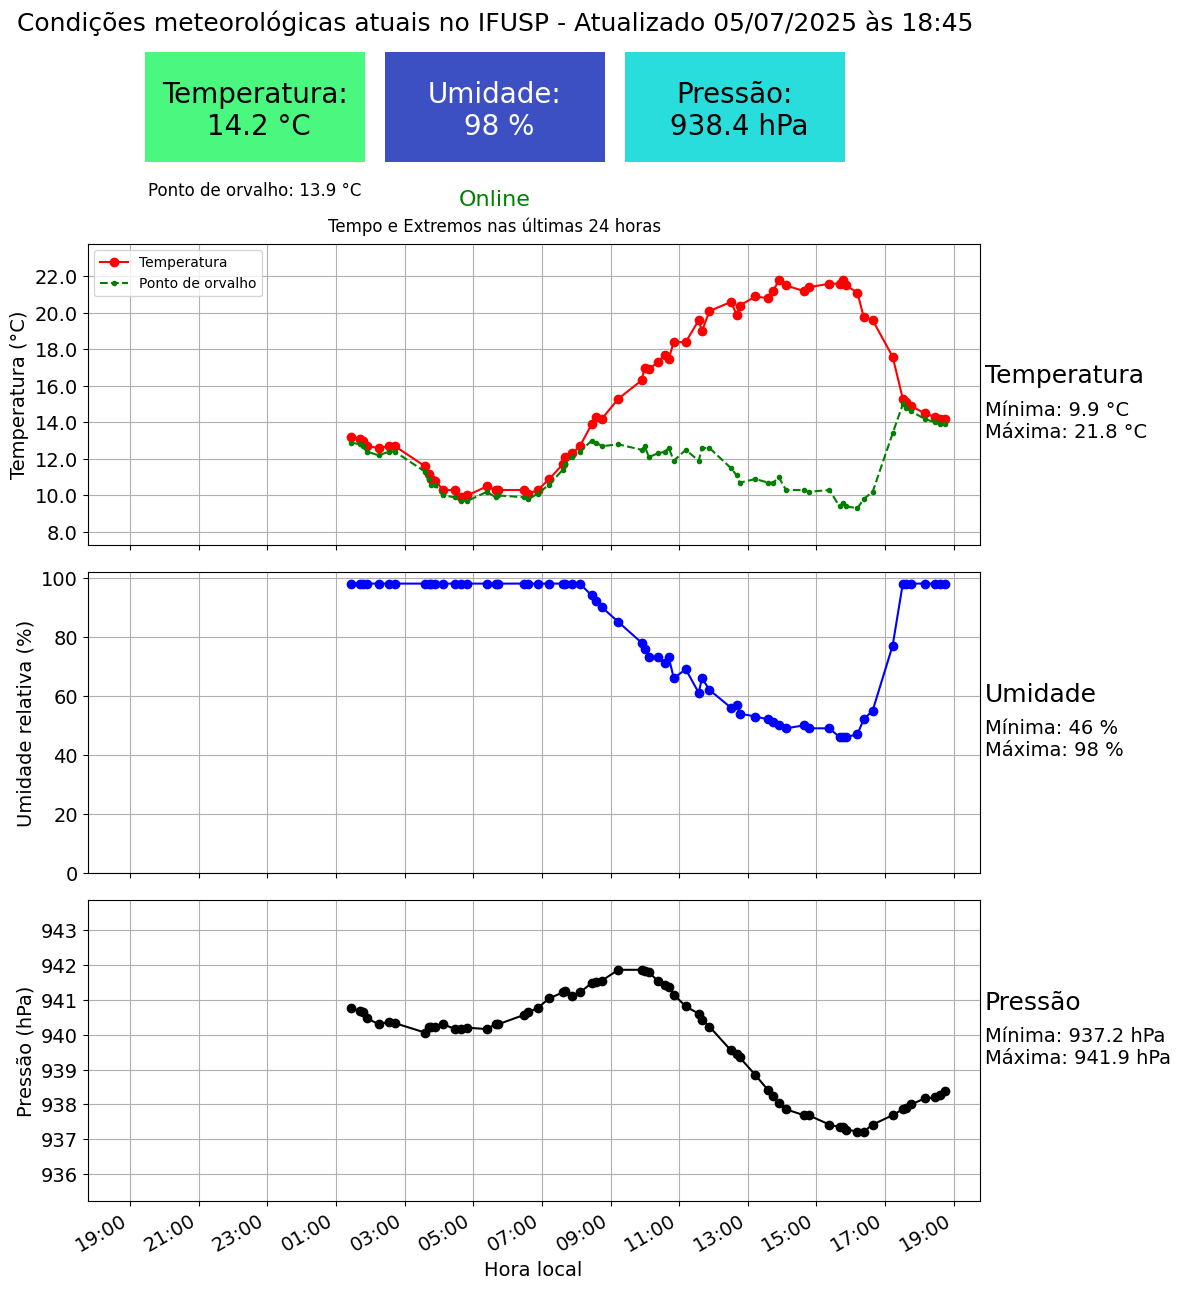 Condições meteorológicas atuais no IFUSP - Atualizado 05/07/2025 às 18:45
Temperatura:
14.2 °C
Umidade:
98 %
Pressão:
938.4 hPa
Ponto de orvalho: 13.9 °C
Online
Tempo e Extremos nas últimas 24 horas
Temperatura
Ponto de orvalho
Temperatura (°C)
22.0
20.0
18.0
16.0
14.0
12.0
10.0
8.0
Temperatura
Mínima: 9.9 °C
Máxima: 21.8 °C
Umidade relativa (%)
100
80
60
40
20
0
Umidade
Mínima: 46 %
Máxima: 98 %
Pressão (hPa)
943
942
941
940
939
938
937
936
Pressão
Mínima: 937.2 hPa
Máxima: 941.9 hPa
19:00 21:00 23:00 01:00 03:00 05:00 07:00 09:00 11:00 13:00 15:00 17:00 19:00
Hora local